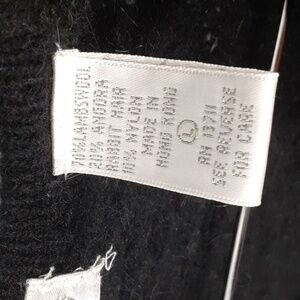 70% LAMBSWOOL
20% ANGORA
RABBIT HAIR
10% NYLON
MADE IN
HONG KONG
L
RN 13711
SEE REVERSE
FOR CARE